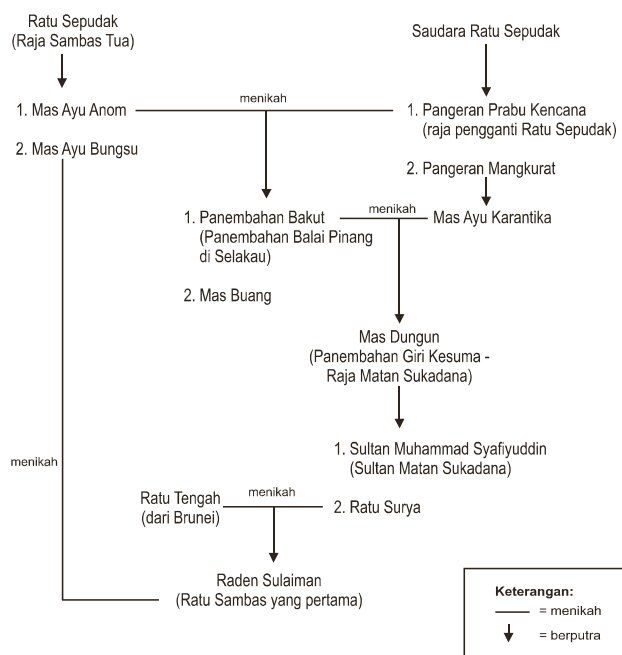 Ratu Sepudak
(Raja Sambas Tua)
Saudara Ratu Sepudak
1. Mas Ayu Anom
menikah
1. Pangeran Prabu Kencana
(raja pengganti Ratu Sepudak)
2. Mas Ayu Bungsu
2. Pangeran Mangkurat
1. Panembahan Bakut
(Panembahan Balai Pinang
di Selakau)
menikah
Mas Ayu Karantika
2. Mas Buang
Mas Dungun
(Panembahan Giri Kesuma -
Raja Matan Sukadana)
menikah
1. Sultan Muhammad Syafiyuddin
(Sultan Matan Sukadana)
Ratu Tengah
(dari Brunei)
menikah
2. Ratu Surya
Raden Sulaiman
(Ratu Sambas yang pertama)
Keterangan:
= menikah
= berputra